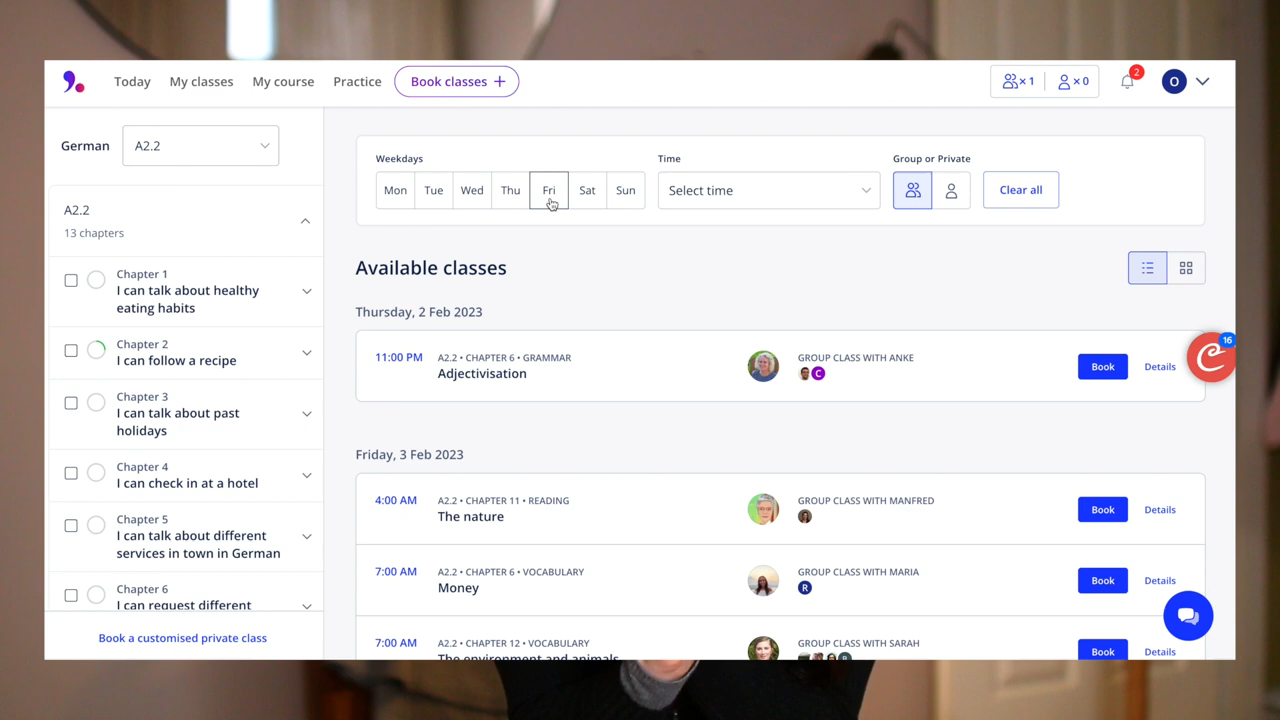 Today
My classes
My course
Practice
Book classes +
× 1
× 0
2
O
German
A2.2
A2.2
13 chapters
Chapter 1
I can talk about healthy
eating habits
Chapter 2
I can follow a recipe
Chapter 3
I can talk about past
holidays
Chapter 4
I can check in at a hotel
Chapter 5
I can talk about different
services in town in German
Chapter 6
I can request different
Book a customised private class
Weekdays
Mon Tue Wed Thu Fri Sat Sun
Time
Select time
Group or Private
Clear all
Available classes
Thursday, 2 Feb 2023
11:00 PM
A2.2 • CHAPTER 6 • GRAMMAR
Adjectivisation
GROUP CLASS WITH ANKE
C
Book
Details
16
Friday, 3 Feb 2023
4:00 AM
A2.2 • CHAPTER 11 • READING
The nature
GROUP CLASS WITH MANFRED
Book
Details
7:00 AM
A2.2 • CHAPTER 6 • VOCABULARY
Money
GROUP CLASS WITH MARIA
R
Book
Details
7:00 AM
A2.2 • CHAPTER 12 • VOCABULARY
The environment and animals
GROUP CLASS WITH SARAH
Book
Details